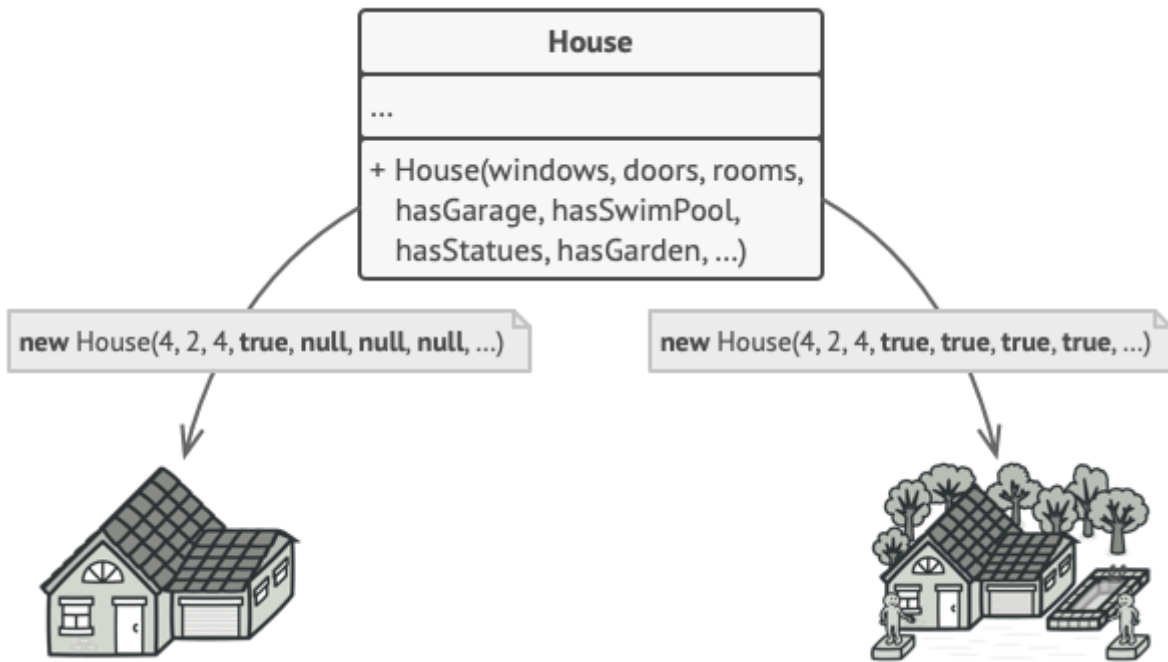 House
...
+ House(windows, doors, rooms,
hasGarage, hasSwimPool,
hasStatues, hasGarden, ...)
new House(4, 2, 4, true, null, null, null, ...)
new House(4, 2, 4, true, true, true, true, ...)